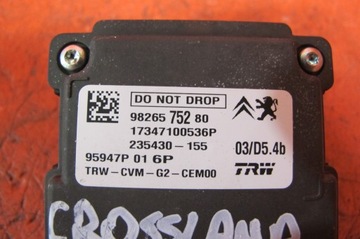 DO NOT DROP
98265 752 80
17347100536P
235430-155
03/D5.4b
95947P 01 6P
TRW
TRW-CVM-G2-CEM00
CROSSLAND